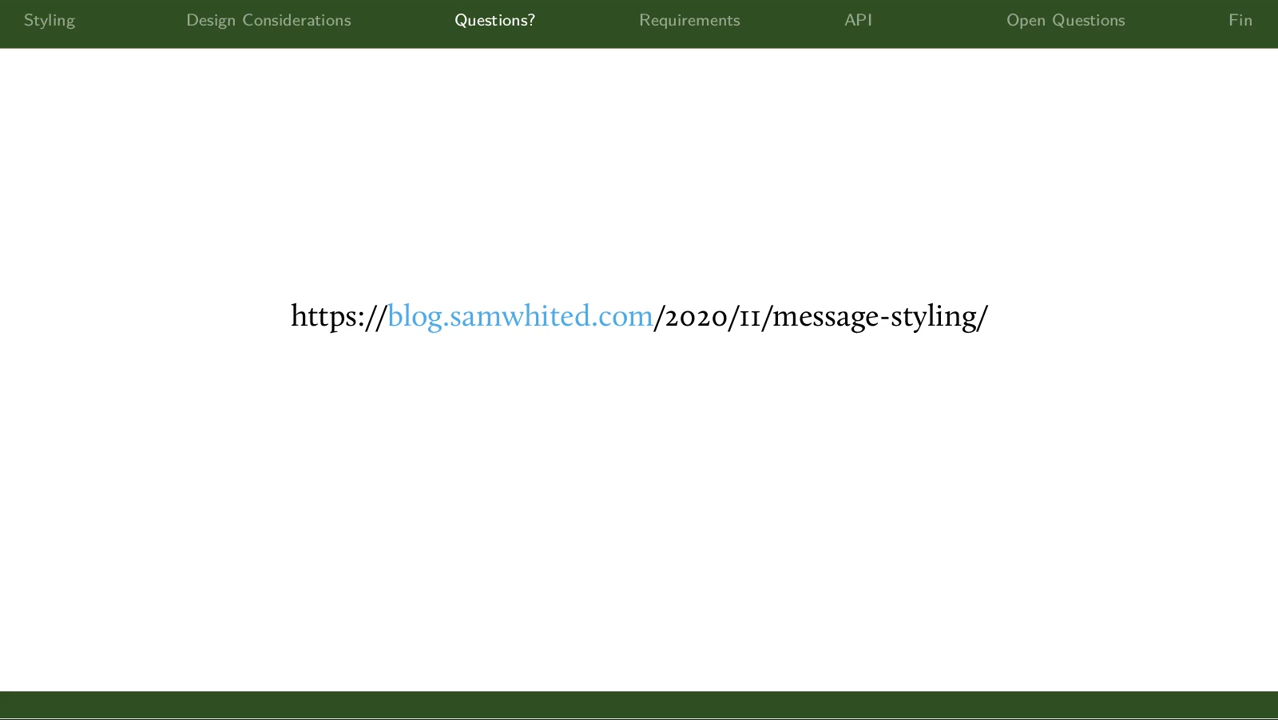 Styling Design Considerations Questions? Requirements API Open Questions Fin
https://blog.samwhited.com/2020/11/message-styling/